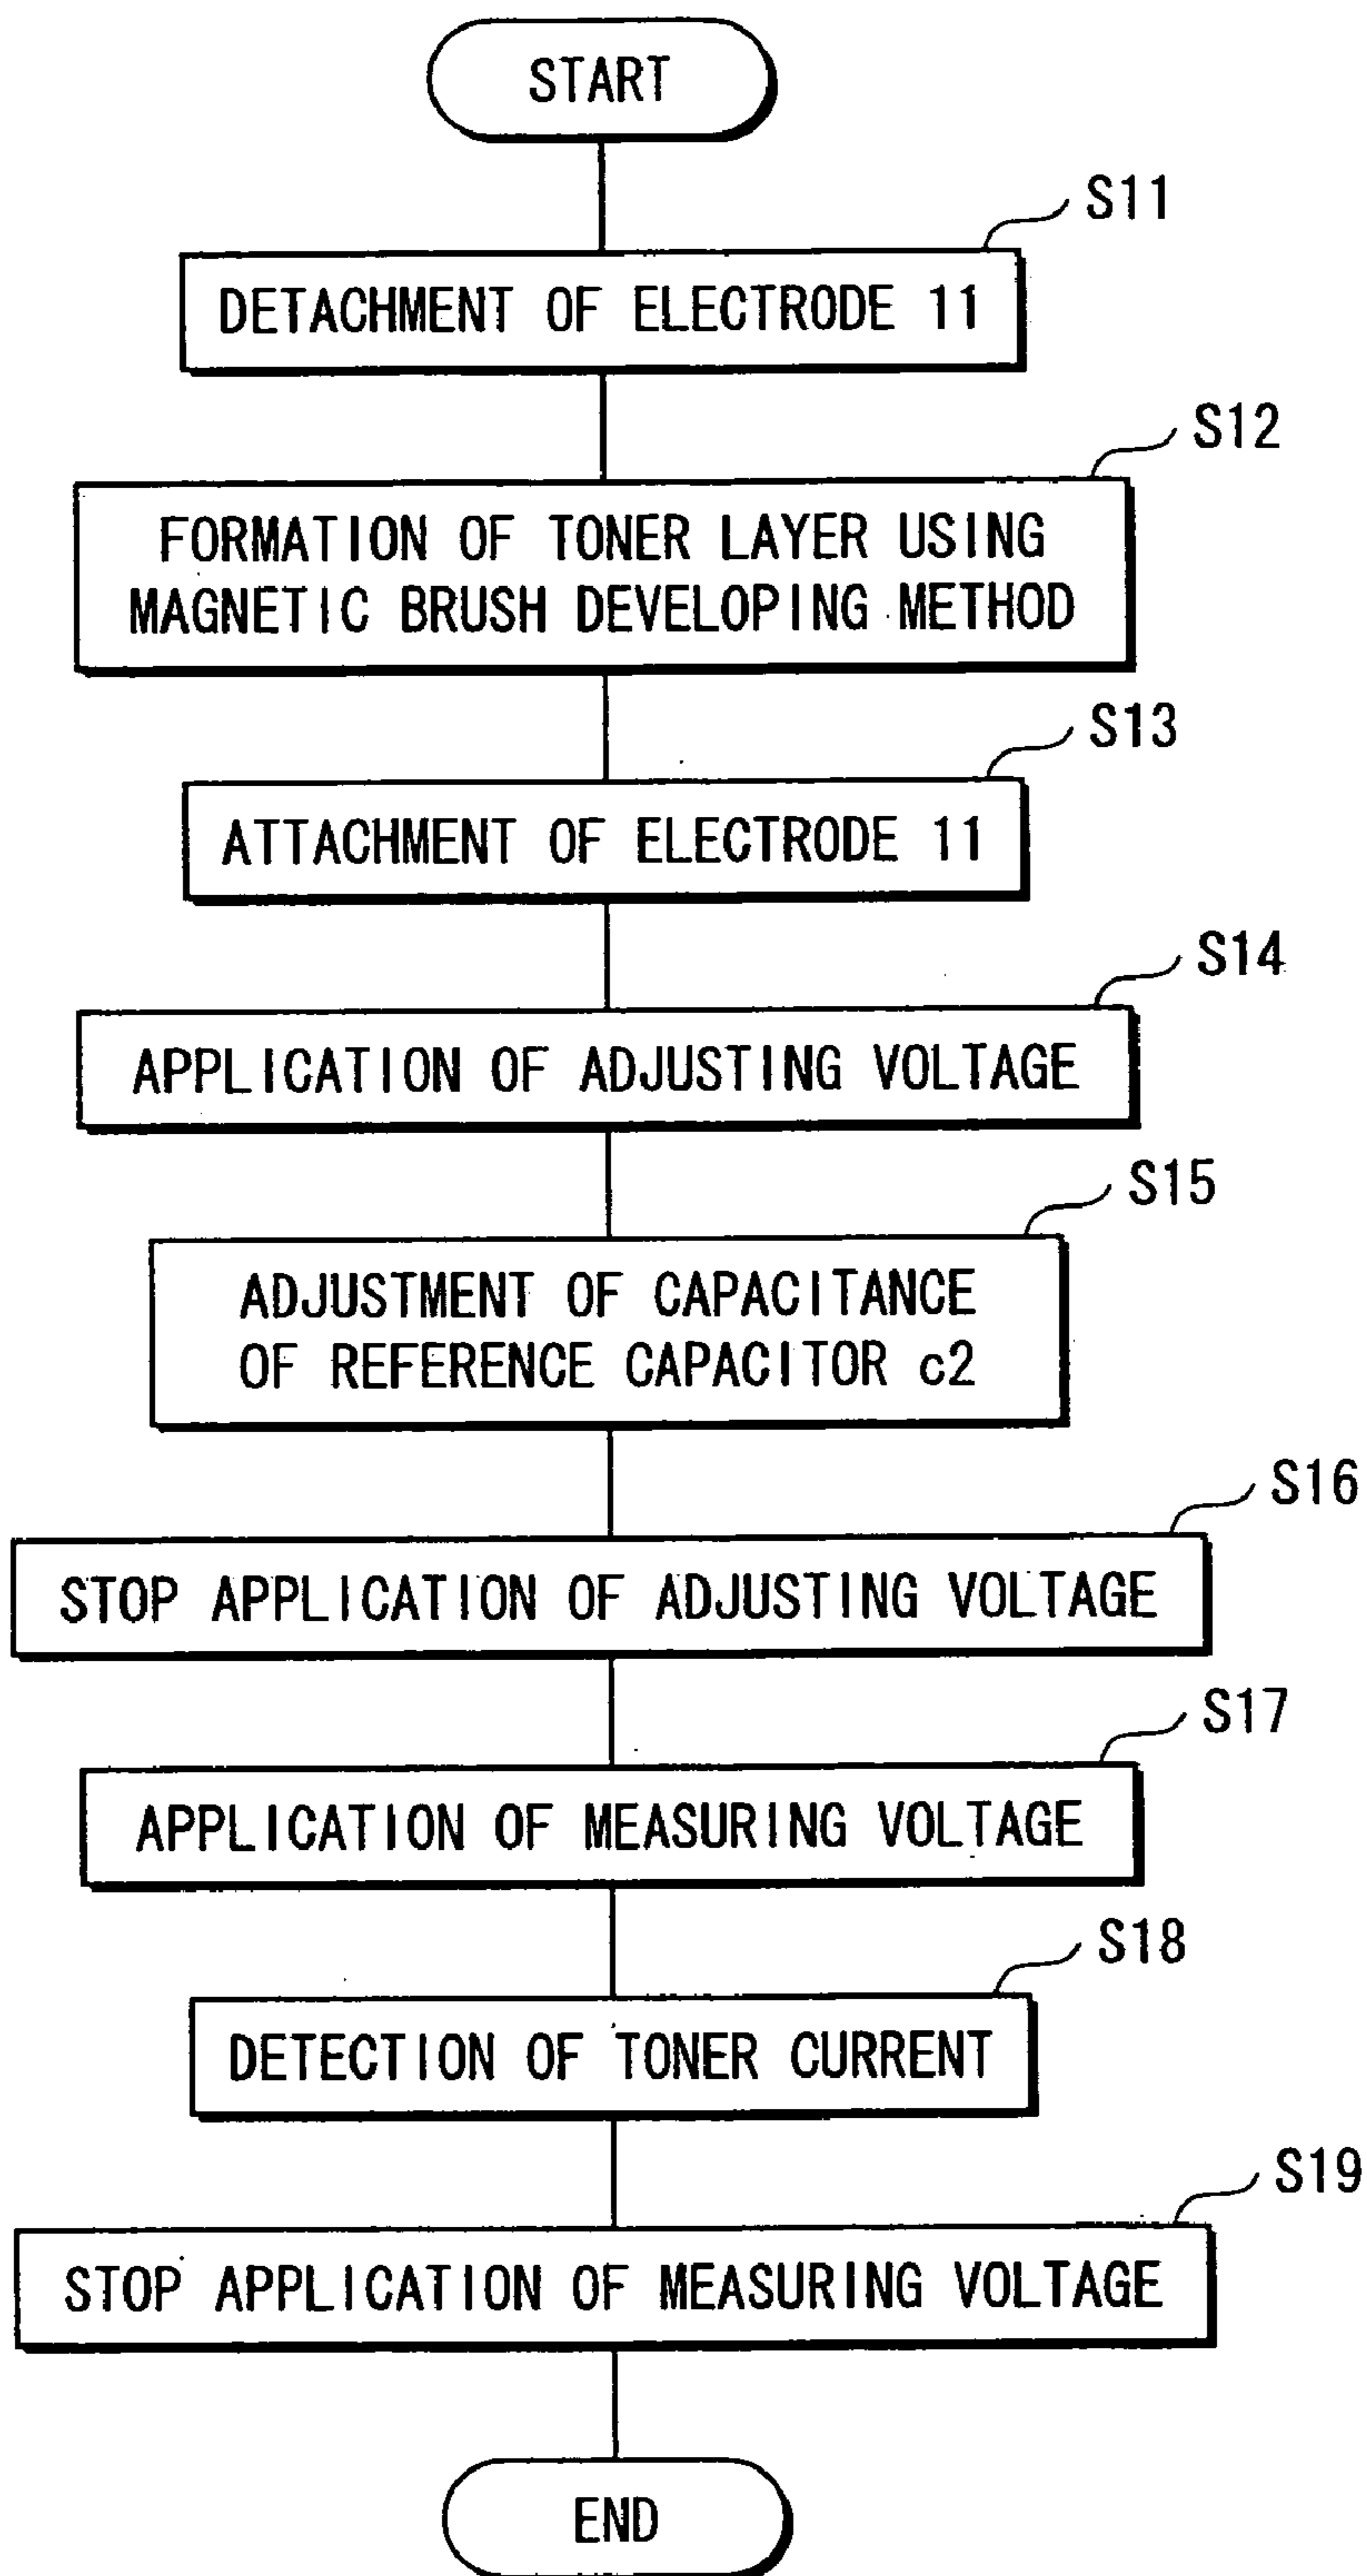 START
S11
DETACHMENT OF ELECTRODE 11
S12
FORMATION OF TONER LAYER USING
MAGNETIC BRUSH DEVELOPING METHOD
S13
ATTACHMENT OF ELECTRODE 11
S14
APPLICATION OF ADJUSTING VOLTAGE
S15
ADJUSTMENT OF CAPACITANCE
OF REFERENCE CAPACITOR c2
S16
STOP APPLICATION OF ADJUSTING VOLTAGE
S17
APPLICATION OF MEASURING VOLTAGE
S18
DETECTION OF TONER CURRENT
S19
STOP APPLICATION OF MEASURING VOLTAGE
END